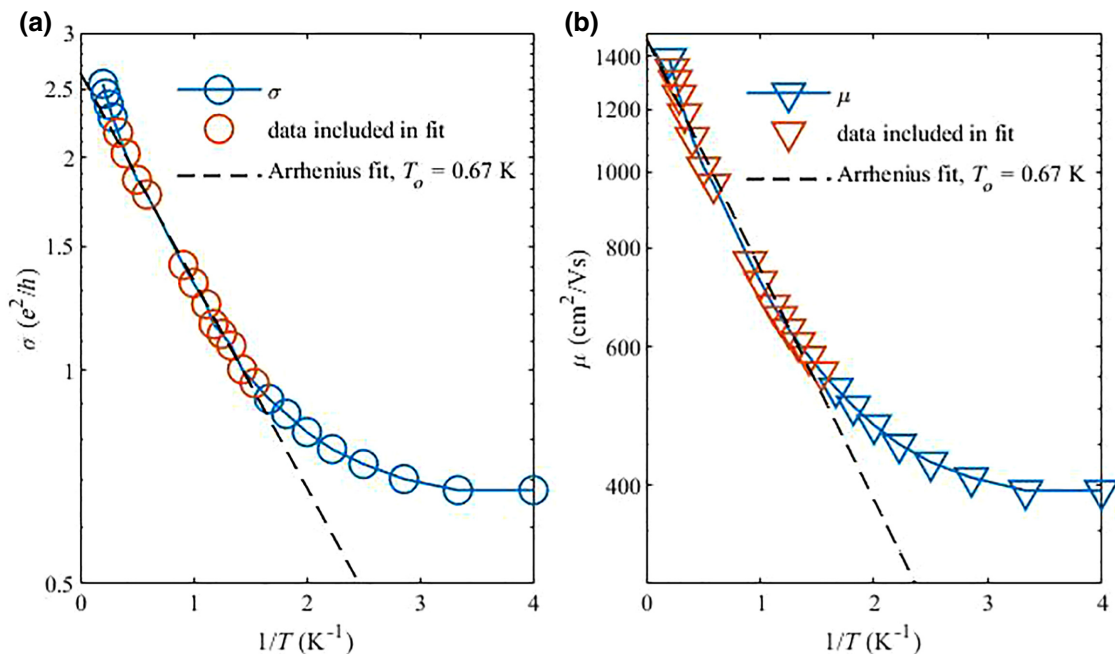 (a)
3
2.5
2
1.5
1
0.5
σ (e²/h)
σ
data included in fit
Arrhenius fit, Tₒ = 0.67 K
0
1
2
3
4
1/T (K⁻¹)
(b)
1400
1200
1000
800
600
400
μ (cm²/Vs)
μ
data included in fit
Arrhenius fit, Tₒ = 0.67 K
0
1
2
3
4
1/T (K⁻¹)